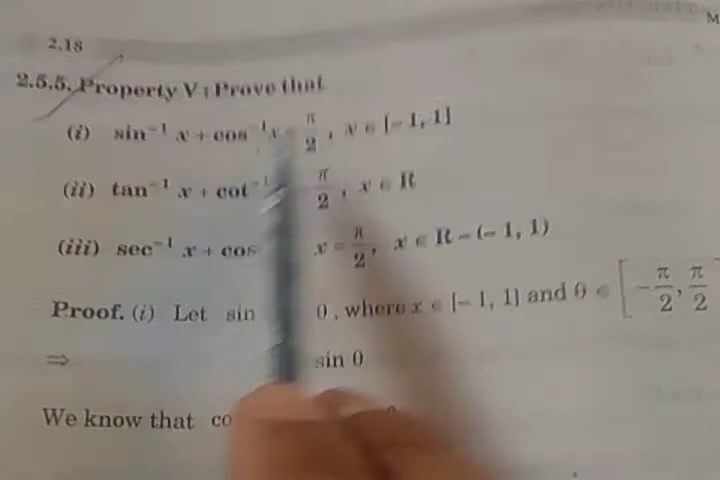 2.18
2.5.5. Property V : Prove that
(i) sin⁻¹ x + cos⁻¹ x = π/2 , x ∈ [– 1, 1]
(ii) tan⁻¹ x + cot⁻¹ π/2 , x ∈ R
(iii) sec⁻¹ x + cos x = π/2 , x ∈ R – (– 1, 1)
Proof. (i) Let sin θ , where x ∈ [– 1, 1] and θ ∈ [– π/2 , π/2
⇒ sin θ
We know that co